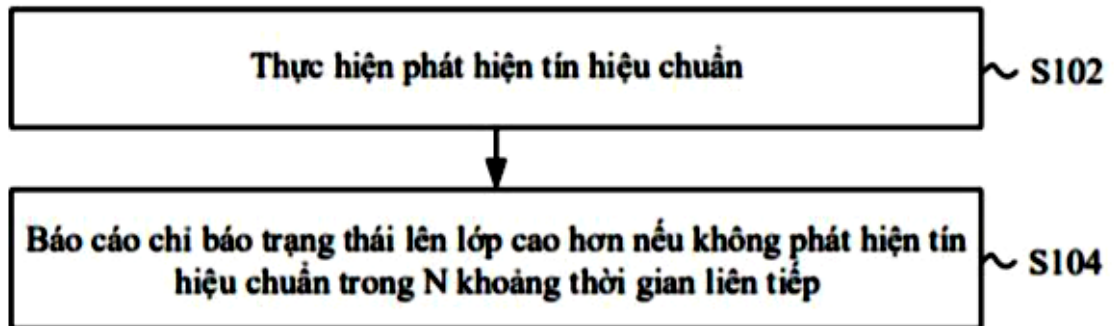 Thực hiện phát hiện tín hiệu chuẩn
S102
Báo cáo chỉ báo trạng thái lên lớp cao hơn nếu không phát hiện tín
hiệu chuẩn trong N khoảng thời gian liên tiếp
S104